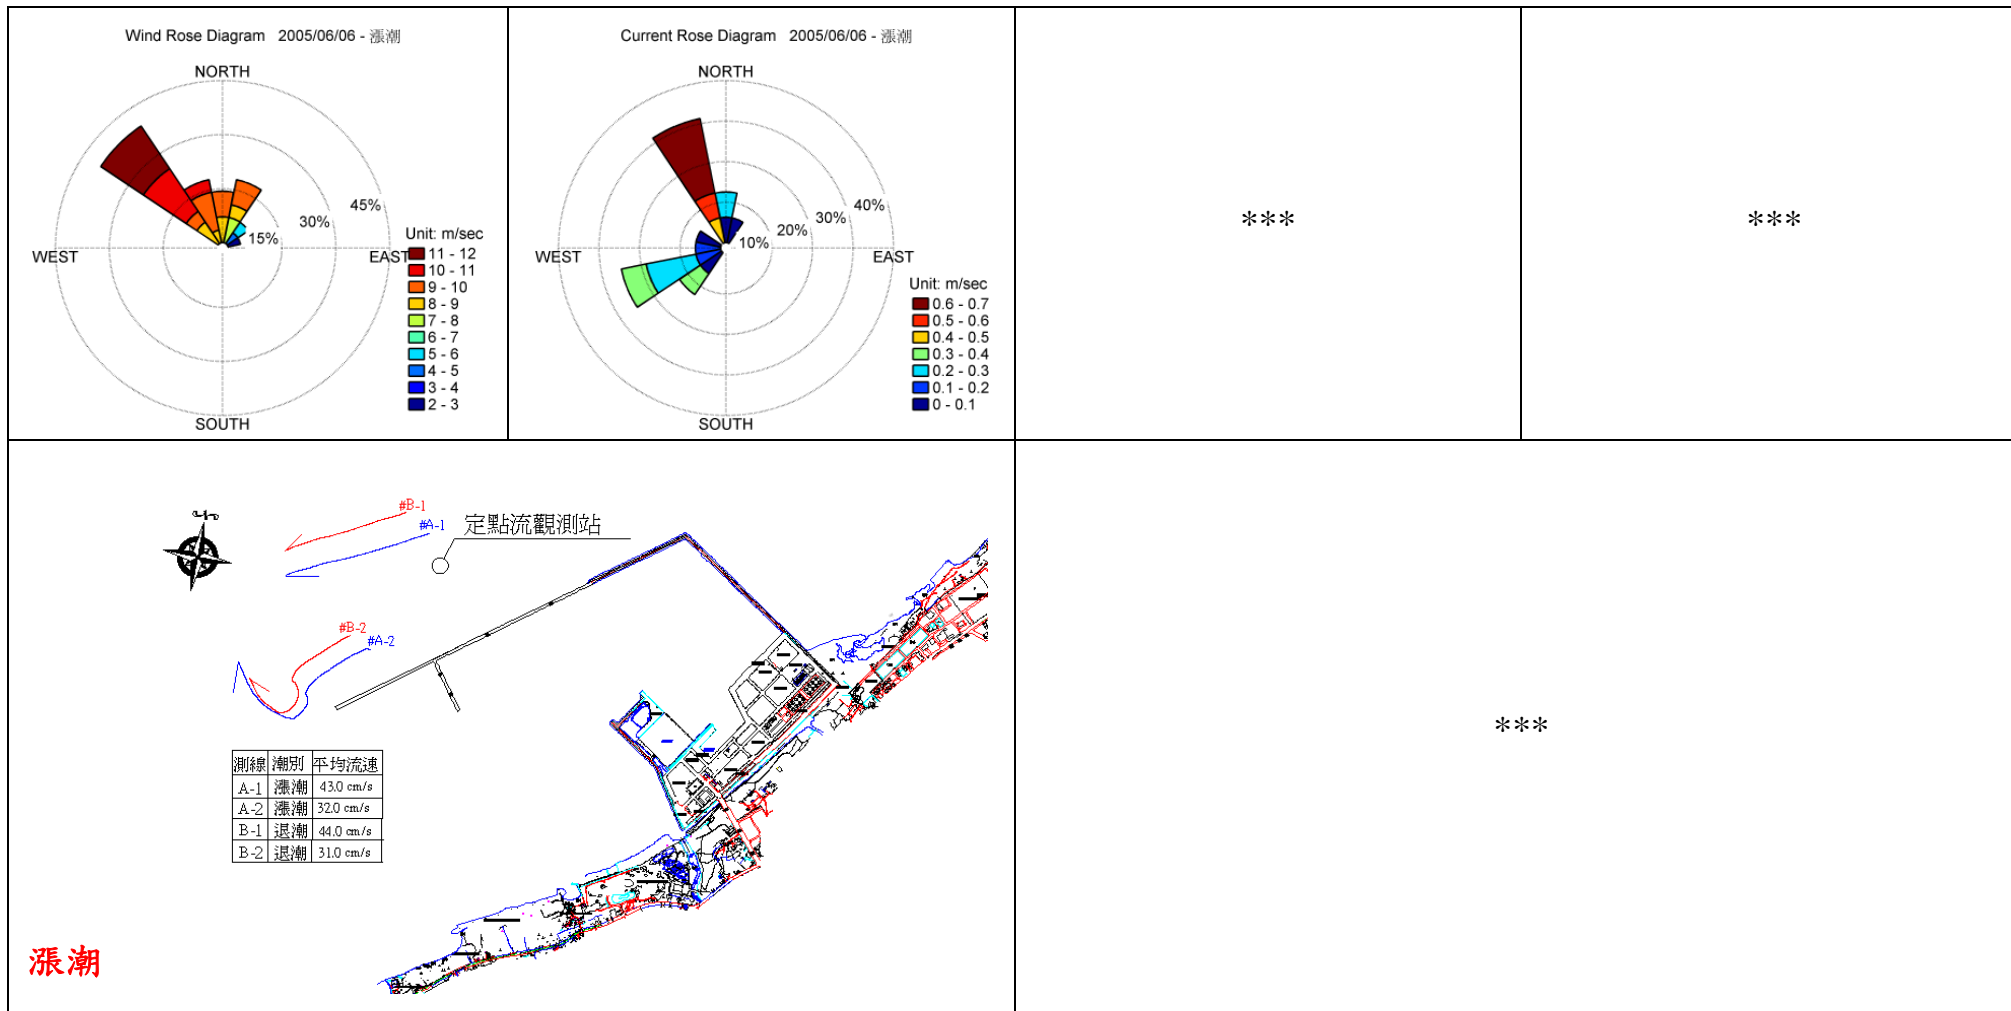 Wind Rose Diagram 2005/06/06 - 漲潮
NORTH
45%
30%
15%
WEST
EAST
SOUTH
Unit: m/sec
11 - 12
10 - 11
9 - 10
8 - 9
7 - 8
6 - 7
5 - 6
4 - 5
3 - 4
2 - 3
Current Rose Diagram 2005/06/06 - 漲潮
NORTH
40%
30%
20%
10%
WEST
EAST
SOUTH
Unit: m/sec
0.6 - 0.7
0.5 - 0.6
0.4 - 0.5
0.3 - 0.4
0.2 - 0.3
0.1 - 0.2
0 - 0.1
***
***
#B-1
#A-1
定點流觀測站
#B-2
#A-2
測線 潮別 平均流速
A-1 漲潮 43.0 cm/s
A-2 漲潮 32.0 cm/s
B-1 退潮 44.0 cm/s
B-2 退潮 31.0 cm/s
漲潮
***